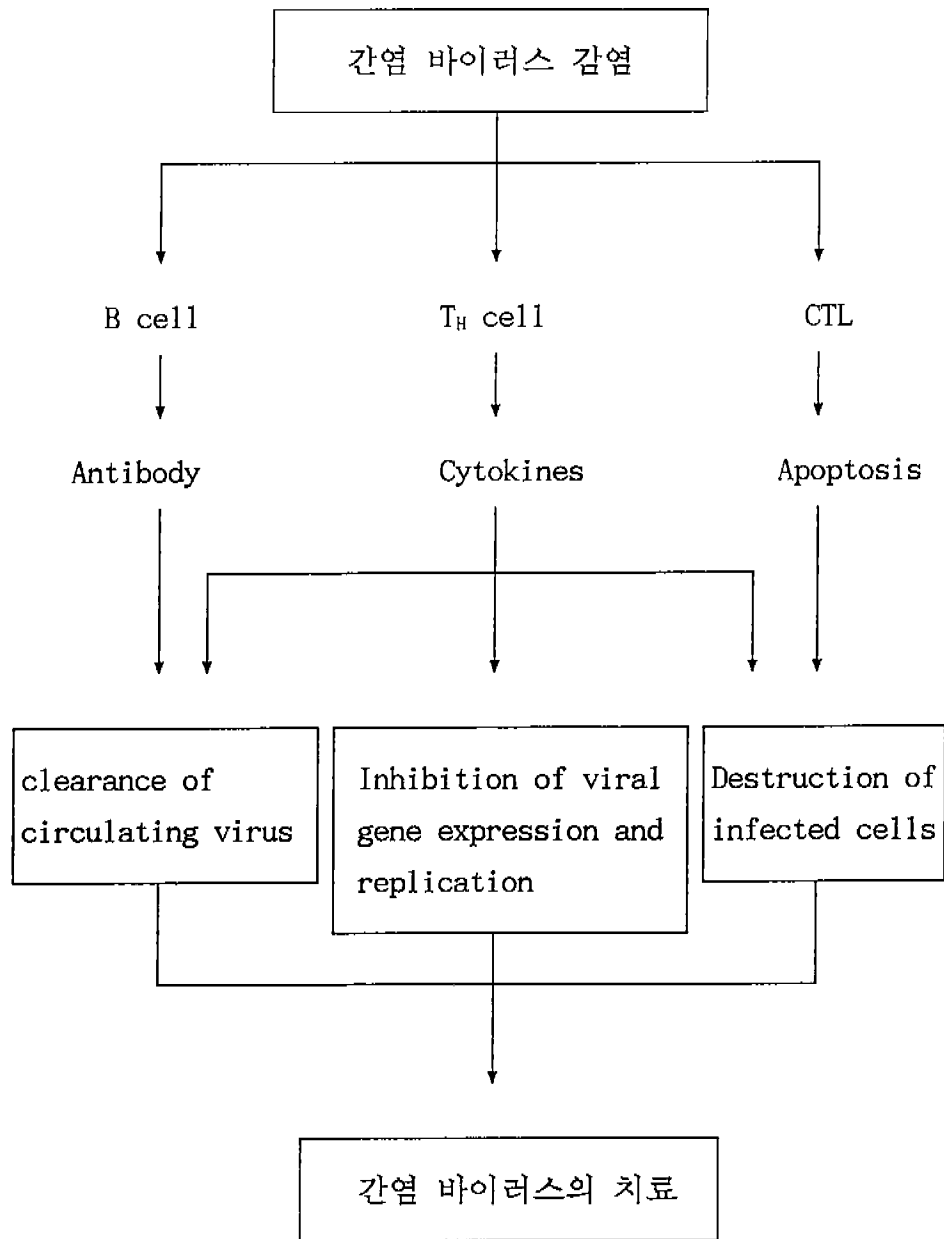 간염 바이러스 감염
B cell
T_H cell
CTL
Antibody
Cytokines
Apoptosis
clearance of
circulating virus
Inhibition of viral
gene expression and
replication
Destruction of
infected cells
간염 바이러스의 치료